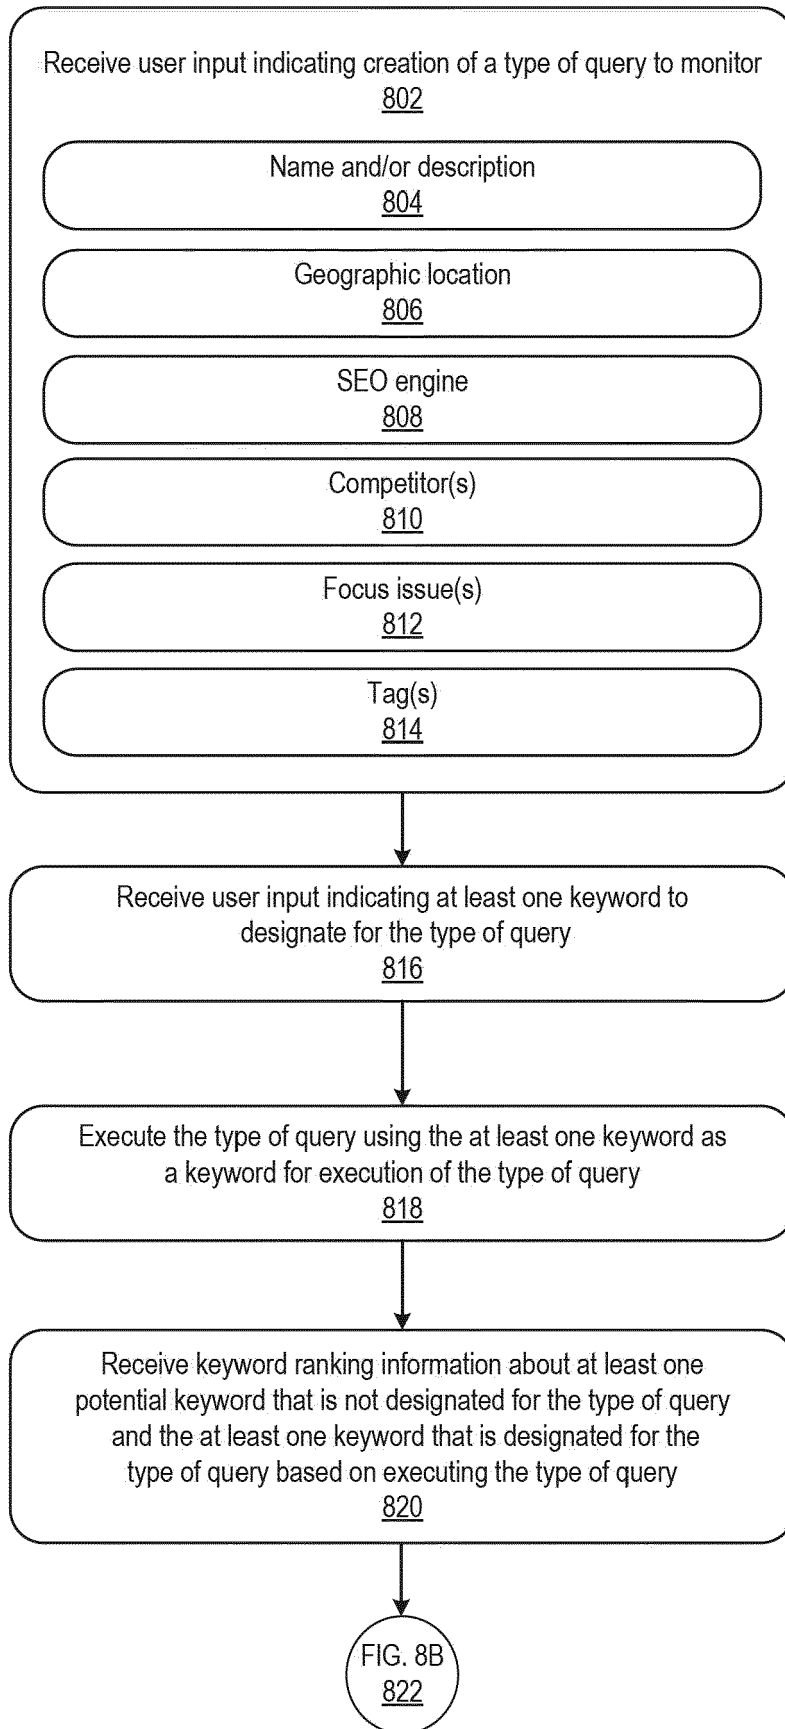 Receive user input indicating creation of a type of query to monitor
802
Name and/or description
804
Geographic location
806
SEO engine
808
Competitor(s)
810
Focus issue(s)
812
Tag(s)
814
Receive user input indicating at least one keyword to
designate for the type of query
816
Execute the type of query using the at least one keyword as
a keyword for execution of the type of query
818
Receive keyword ranking information about at least one
potential keyword that is not designated for the type of query
and the at least one keyword that is designated for the
type of query based on executing the type of query
820
FIG. 8B
822